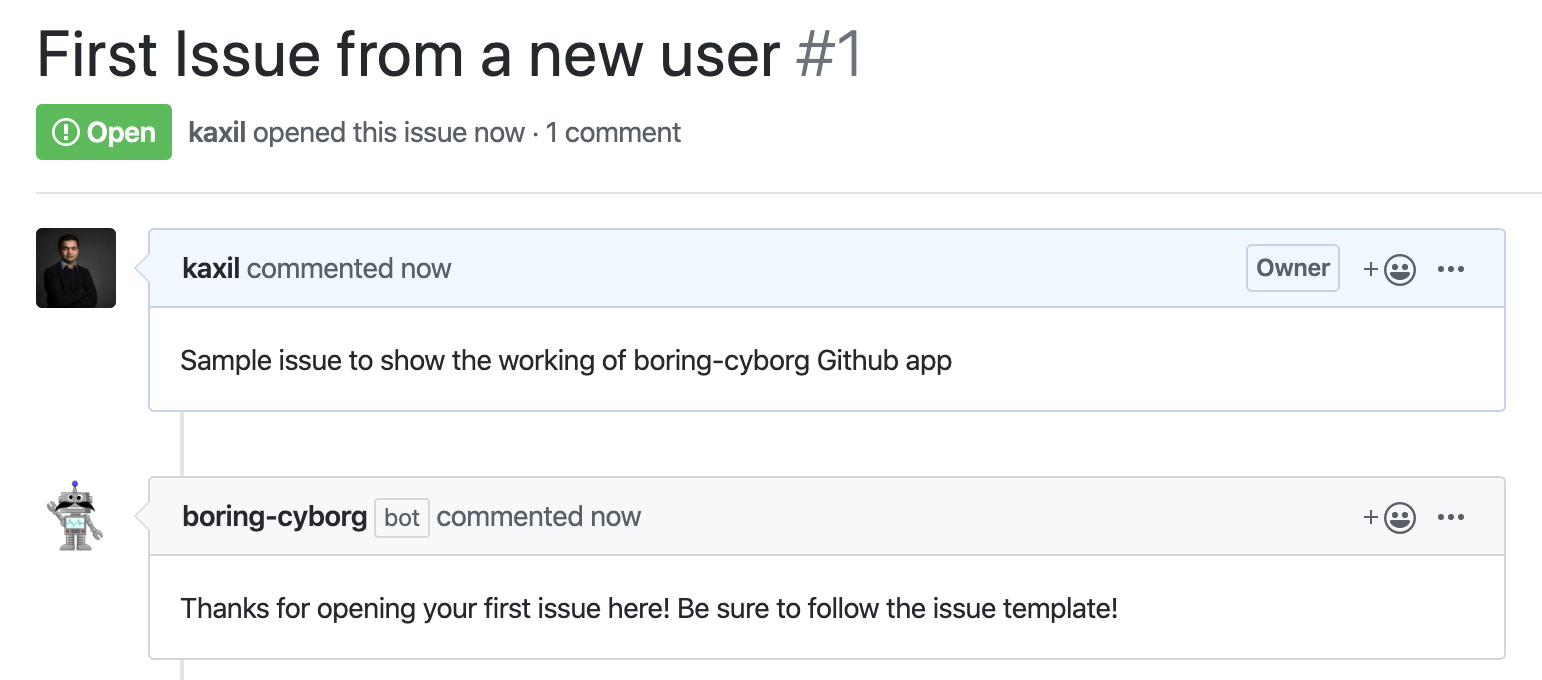 First Issue from a new user #1
Open kaxil opened this issue now · 1 comment
kaxil commented now Owner
Sample issue to show the working of boring-cyborg Github app
boring-cyborg bot commented now
Thanks for opening your first issue here! Be sure to follow the issue template!